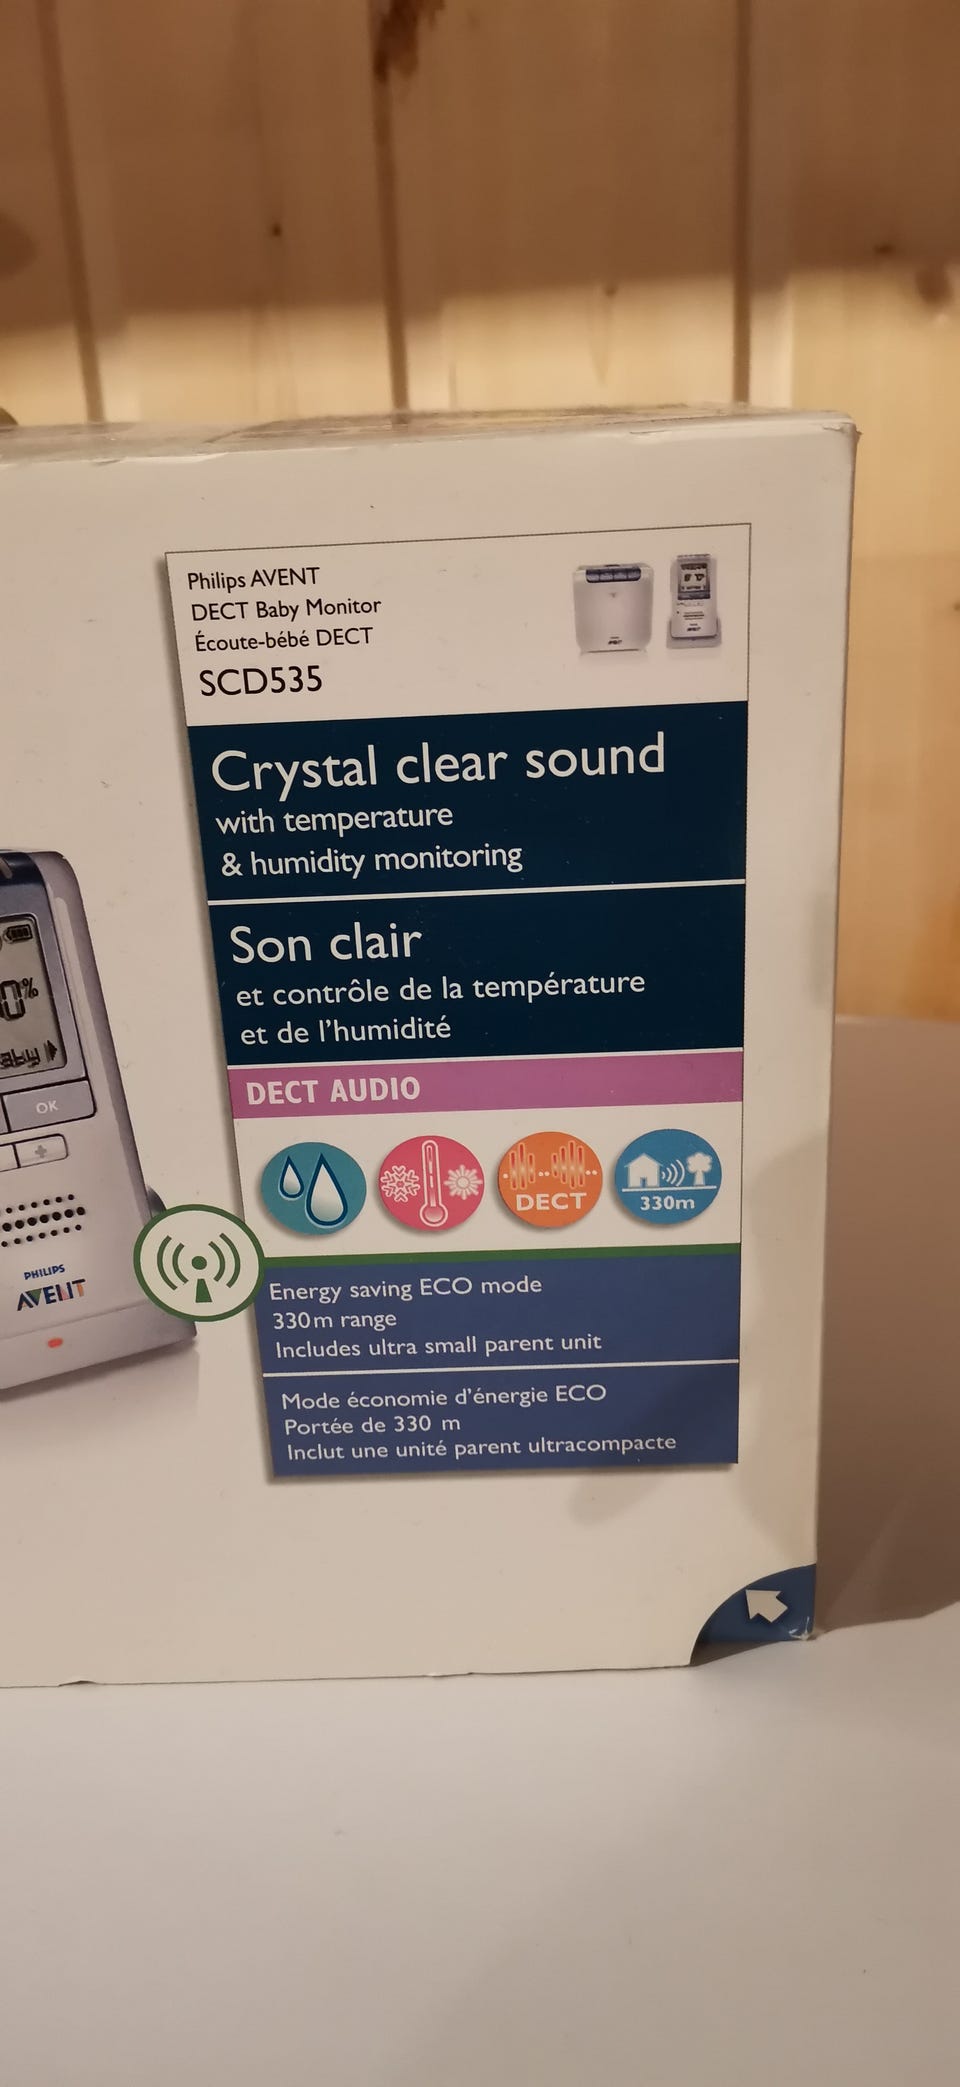 Philips AVENT
DECT Baby Monitor
Écoute-bébé DECT
SCD535
Crystal clear sound
with temperature
& humidity monitoring
Son clair
et contrôle de la température
et de l'humidité
DECT AUDIO
DECT
330m
Energy saving ECO mode
330m range
Includes ultra small parent unit
Mode économie d'énergie ECO
Portée de 330 m
Inclut une unité parent ultracompacte
0%
OK
+
PHILIPS
AVENT